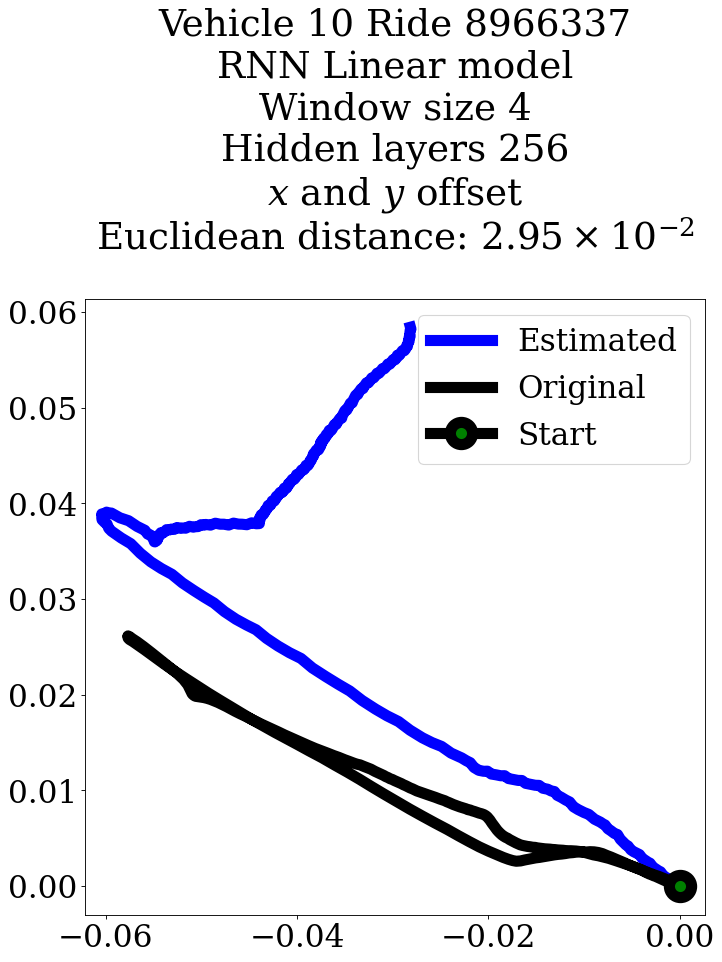 Vehicle 10 Ride 8966337
RNN Linear model
Window size 4
Hidden layers 256
x and y offset
Euclidean distance: 2.95 × 10⁻²
0.06
0.05
0.04
0.03
0.02
0.01
0.00
Estimated
Original
Start
−0.06
−0.04
−0.02
0.00